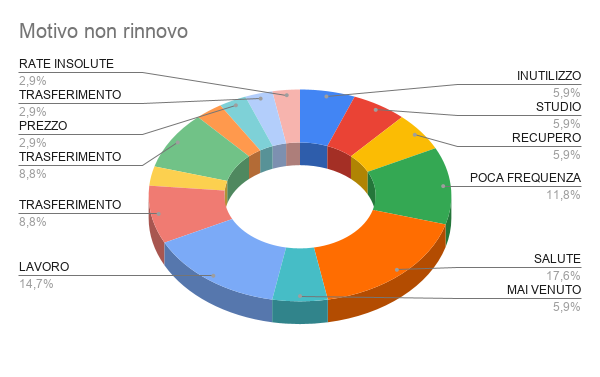 Motivo non rinnovo
RATE INSOLUTE
2,9%
TRASFERIMENTO
2,9%
PREZZO
2,9%
TRASFERIMENTO
8,8%
TRASFERIMENTO
8,8%
LAVORO
14,7%
INUTILIZZO
5,9%
STUDIO
5,9%
RECUPERO
5,9%
POCA FREQUENZA
11,8%
SALUTE
17,6%
MAI VENUTO
5,9%